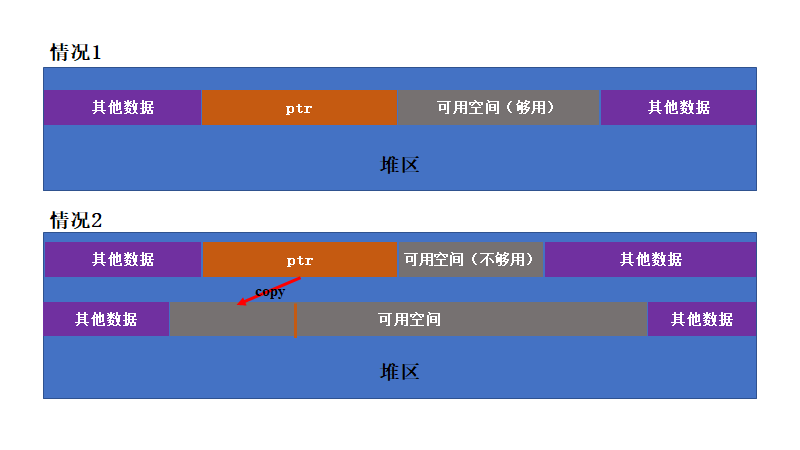 情况1
其他数据 ptr 可用空间（够用） 其他数据
堆区
情况2
其他数据 ptr 可用空间（不够用） 其他数据
copy
其他数据 可用空间 其他数据
堆区